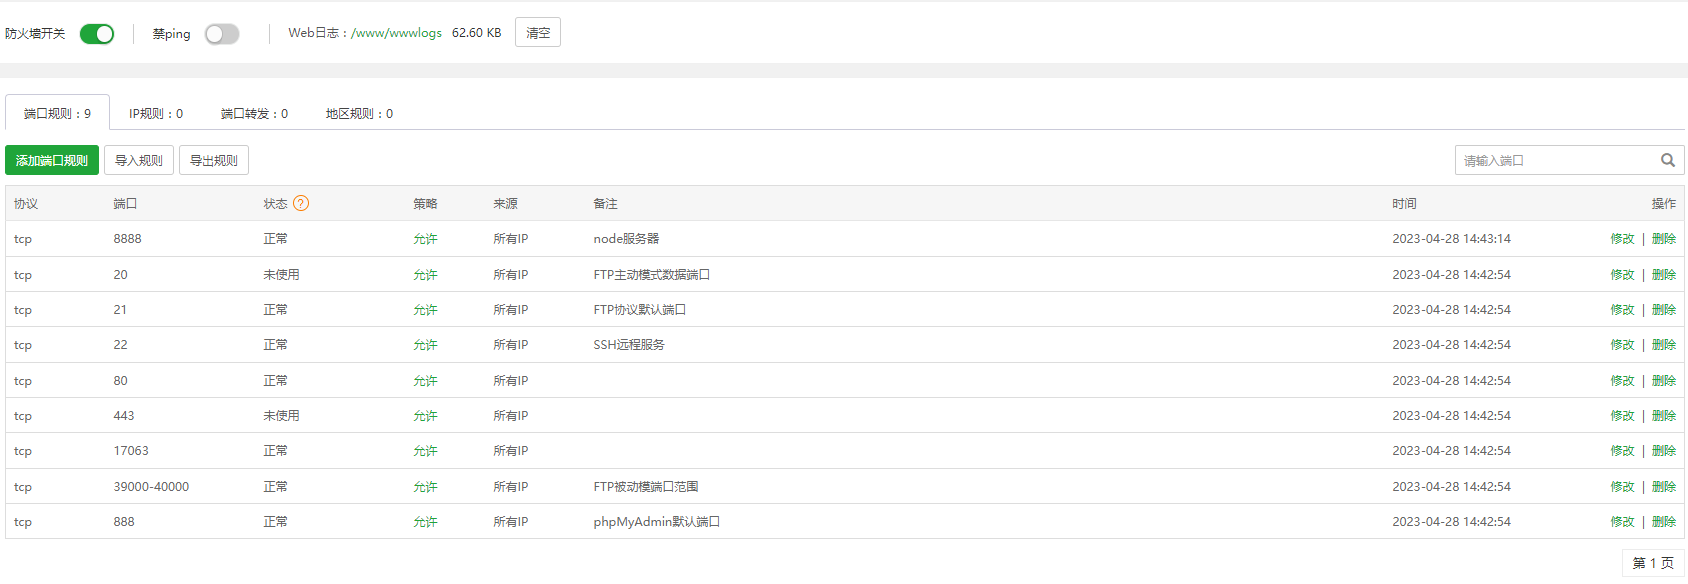 防火墙开关 禁ping Web日志：/www/wwwlogs 62.60 KB 清空
端口规则：9 IP规则：0 端口转发：0 地区规则：0
添加端口规则 导入规则 导出规则 请输入端口
协议 端口 状态 ? 策略 来源 备注 时间 操作
tcp 8888 正常 允许 所有IP node服务器 2023-04-28 14:43:14 修改 | 删除
tcp 20 未使用 允许 所有IP FTP主动模式数据端口 2023-04-28 14:42:54 修改 | 删除
tcp 21 正常 允许 所有IP FTP协议默认端口 2023-04-28 14:42:54 修改 | 删除
tcp 22 正常 允许 所有IP SSH远程服务 2023-04-28 14:42:54 修改 | 删除
tcp 80 正常 允许 所有IP 2023-04-28 14:42:54 修改 | 删除
tcp 443 未使用 允许 所有IP 2023-04-28 14:42:54 修改 | 删除
tcp 17063 正常 允许 所有IP 2023-04-28 14:42:54 修改 | 删除
tcp 39000-40000 正常 允许 所有IP FTP被动模端口范围 2023-04-28 14:42:54 修改 | 删除
tcp 888 正常 允许 所有IP phpMyAdmin默认端口 2023-04-28 14:42:54 修改 | 删除
第 1 页